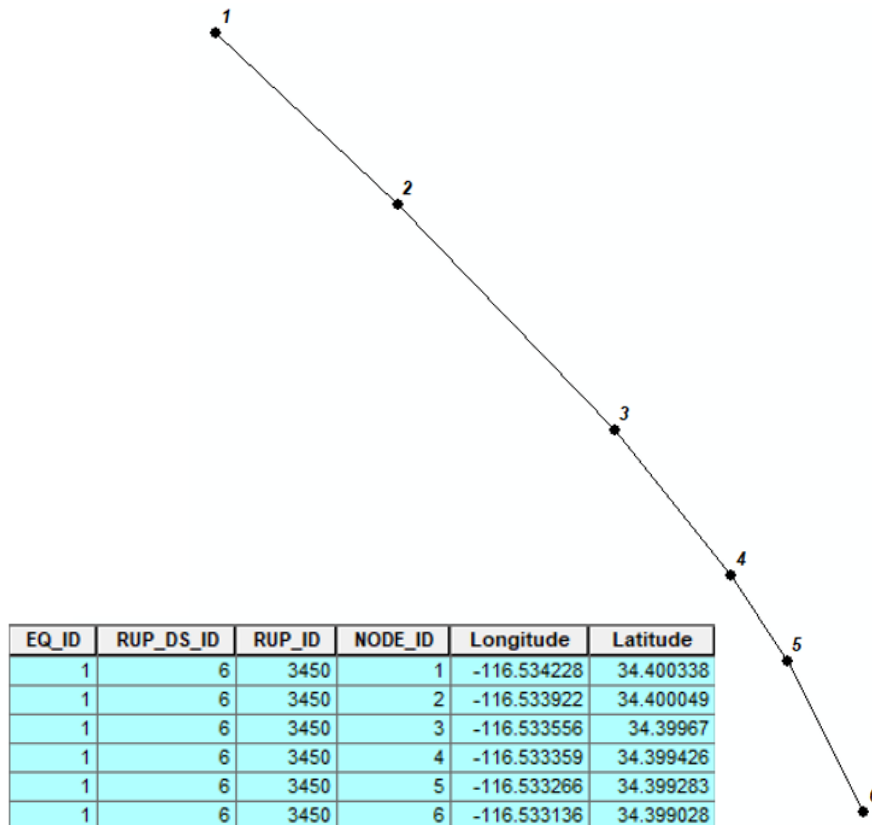 1
2
3
4
5
6
EQ_ID RUP_DS_ID RUP_ID NODE_ID Longitude Latitude
1 6 3450 1 -116.534228 34.400338
1 6 3450 2 -116.533922 34.400049
1 6 3450 3 -116.533556 34.39967
1 6 3450 4 -116.533359 34.399426
1 6 3450 5 -116.533266 34.399283
1 6 3450 6 -116.533136 34.399028